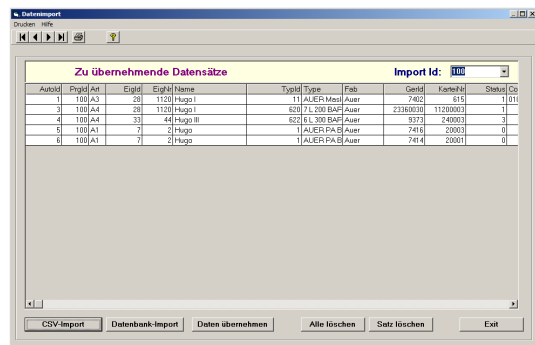 Datenimport
Drucken Hilfe
Zu übernehmende Datensätze Import Id: 100
AutoId PrgId Art EigId EigNr Name TypId Type Fab GerId KarteiNr Status Co
1 100 A3 28 1120 Hugo I 11 AUER Masl Auer 7402 615 1 010
3 100 A4 28 1120 Hugo I 620 7 L 200 BAF Auer 23360030 11200003 1
4 100 A4 33 44 Hugo III 622 6 L 300 BAF Auer 9373 240003 3
5 100 A1 7 2 Hugo 1 AUER PA B Auer 7416 20003 0
6 100 A1 7 2 Hugo 1 AUER PA B Auer 7414 20001 0
CSV-Import Datenbank-Import Daten übernehmen Alle löschen Satz löschen Exit